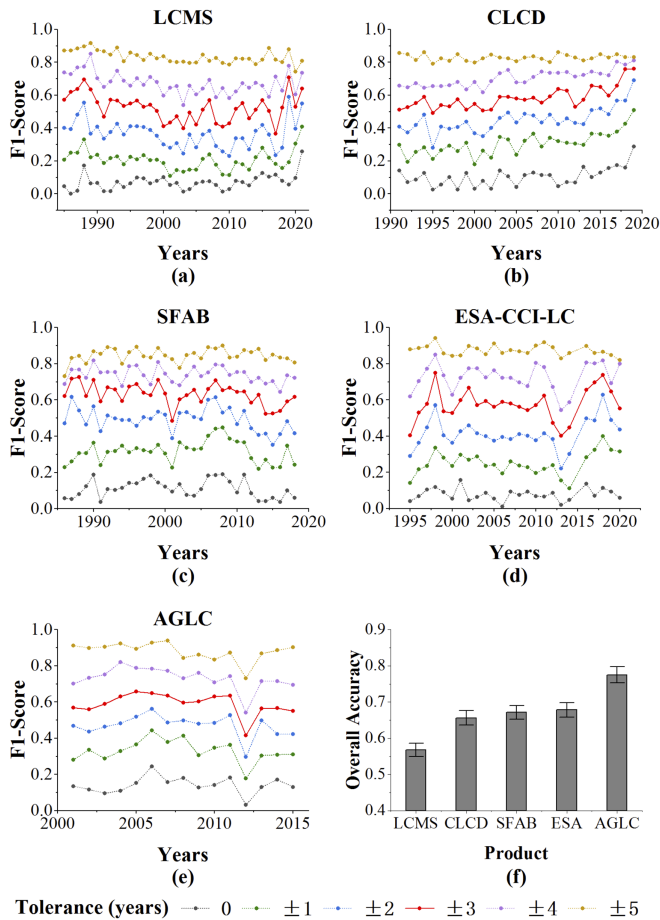 LCMS
CLCD
1.0
0.8
0.6
0.4
0.2
0.0
F1-Score
1990 2000 2010 2020
Years
(a)
1.0
0.8
0.6
0.4
0.2
0.0
F1-Score
1991 1995 1999 2003 2007 2011 2015 2019
Years
(b)
SFAB
ESA-CCI-LC
1.0
0.8
0.6
0.4
0.2
0.0
F1-Score
1990 2000 2010 2020
Years
(c)
1.0
0.8
0.6
0.4
0.2
0.0
F1-Score
1995 2000 2005 2010 2015 2020
Years
(d)
AGLC
1.0
0.8
0.6
0.4
0.2
0.0
F1-Score
2000 2005 2010 2015
Years
(e)
0.9
0.8
0.7
0.6
0.5
0.4
Overall Accuracy
LCMS CLCD SFAB ESA AGLC
Product
(f)
Tolerance (years) 0 ±1 ±2 ±3 ±4 ±5